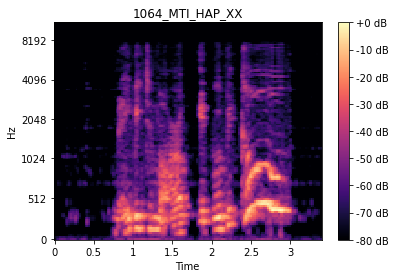 1064_MTI_HAP_XX
+0 dB
8192
-10 dB
4096
-20 dB
-30 dB
2048
Hz
-40 dB
1024
-50 dB
512
-60 dB
-70 dB
0
-80 dB
0 0.5 1 1.5 2 2.5 3
Time